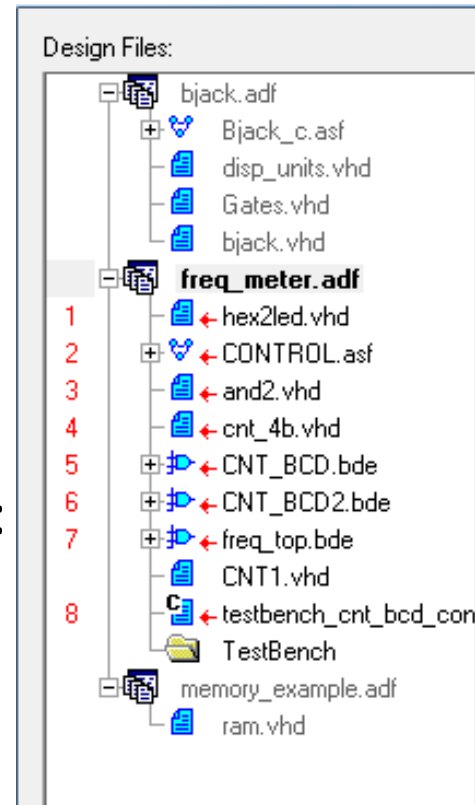 Design Files:
bjack.adf
Bjack_c.asf
disp_units.vhd
Gates.vhd
bjack.vhd
freq_meter.adf
1 hex2led.vhd
2 CONTROL.asf
3 and2.vhd
4 cnt_4b.vhd
5 CNT_BCD.bde
6 CNT_BCD2.bde
7 freq_top.bde
CNT1.vhd
8 testbench_cnt_bcd_con
TestBench
memory_example.adf
ram.vhd